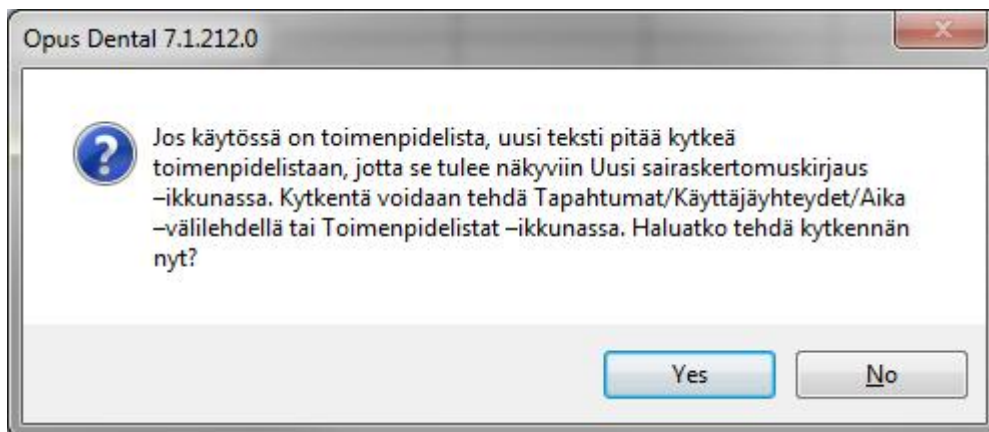 Opus Dental 7.1.212.0
Jos käytössä on toimenpidelista, uusi teksti pitää kytkeä
toimenpidelistaan, jotta se tulee näkyviin Uusi sairaskertomuskirjaus
–ikkunassa. Kytkentä voidaan tehdä Tapahtumat/Käyttäjäyhteydet/Aika
–välilehdellä tai Toimenpidelistat –ikkunassa. Haluatko tehdä kytkennän
nyt?
Yes
No